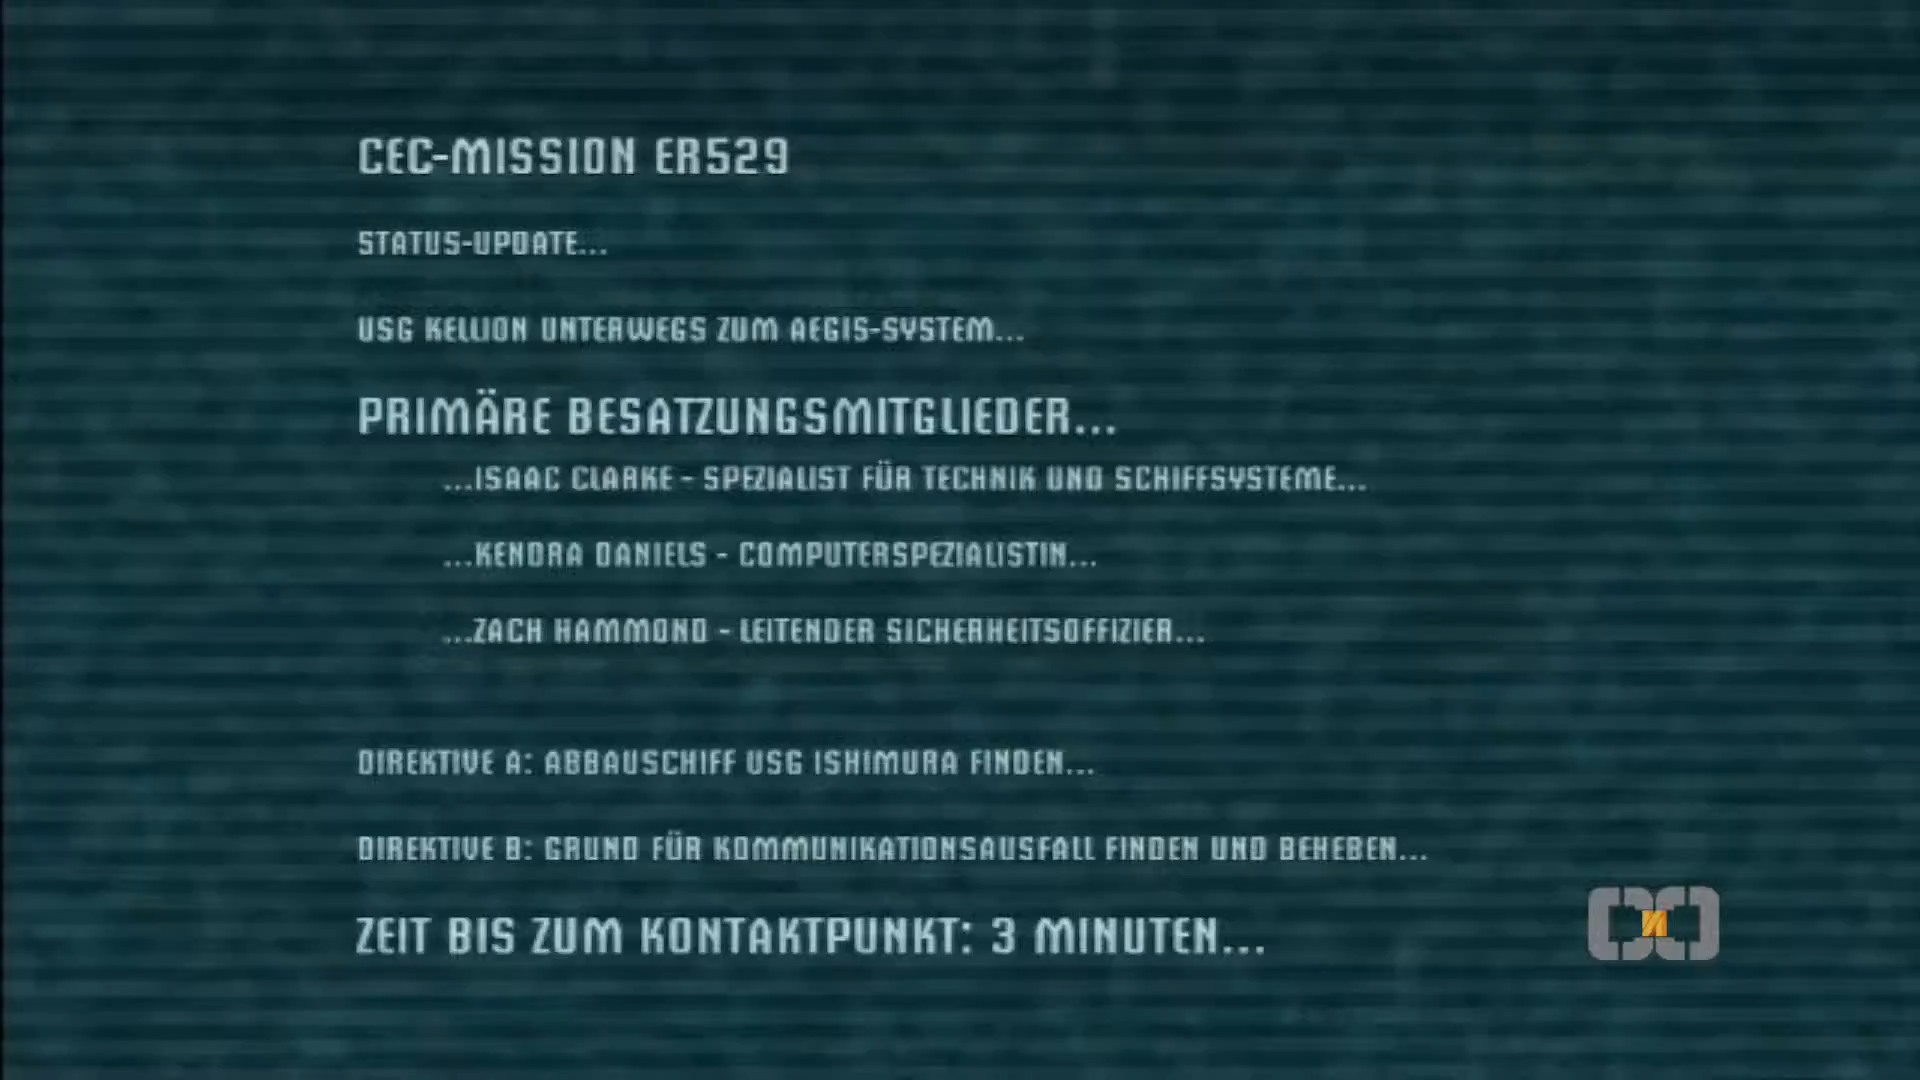 CEC-MISSION ER529
STATUS-UPDATE...
USG KELLION UNTERWEGS ZUM AEGIS-SYSTEM...
PRIMÄRE BESATZUNGSMITGLIEDER...
...ISAAC CLARKE - SPEZIALIST FÜR TECHNIK UND SCHIFFSYSTEME...
...KENDRA DANIELS - COMPUTERSPEZIALISTIN...
...ZACH HAMMOND - LEITENDER SICHERHEITSOFFIZIER...
DIREKTIVE A: ABBAUSCHIFF USG ISHIMURA FINDEN...
DIREKTIVE B: GRUND FÜR KOMMUNIKATIONSAUSFALL FINDEN UND BEHEBEN...
ZEIT BIS ZUM KONTAKTPUNKT: 3 MINUTEN...